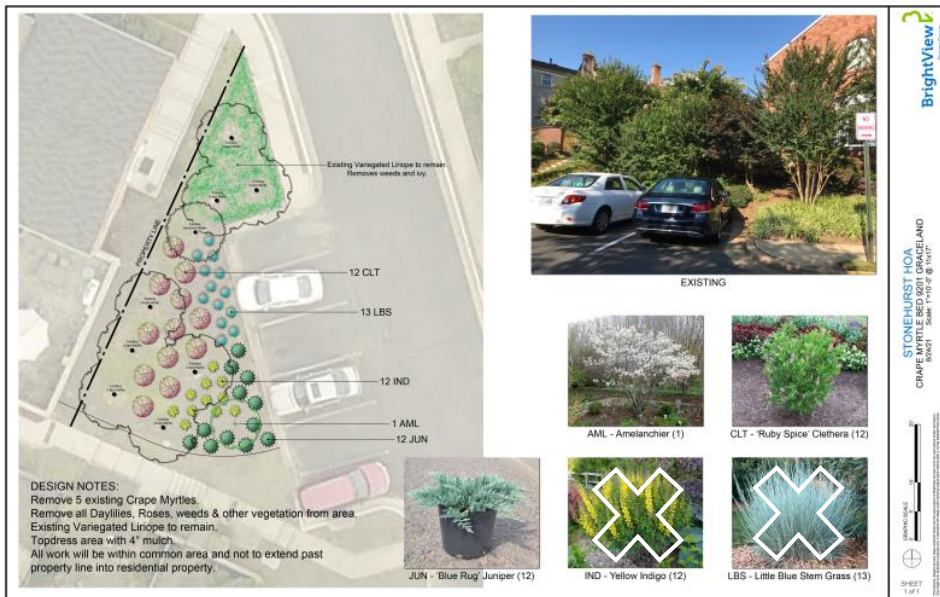 Existing Variegated Liriope to remain
Removes weeds and ivy.
PROPERTY LINE
12 CLT
13 LBS
12 IND
1 AML
12 JUN
DESIGN NOTES:
Remove 5 existing Crape Myrtles.
Remove all Daylilies, Roses, weeds & other vegetation from area.
Existing Variegated Liriope to remain.
Topdress area with 4" mulch.
All work will be within common area and not to extend past
property line into residential property.
NO
PARKING
EXISTING
AML - Amelanchier (1)
CLT - 'Ruby Spice' Clethera (12)
JUN - 'Blue Rug' Juniper (12)
IND - Yellow Indigo (12)
LBS - Little Blue Stem Grass (13)
BrightView
STONEHURST HOA
CRAPE MYRTLE BED 9201 GRACELAND
8/24/21 Scale: 1"=10'-0" @ 11x17"
GRAPHIC SCALE
SHEET
1 of 1